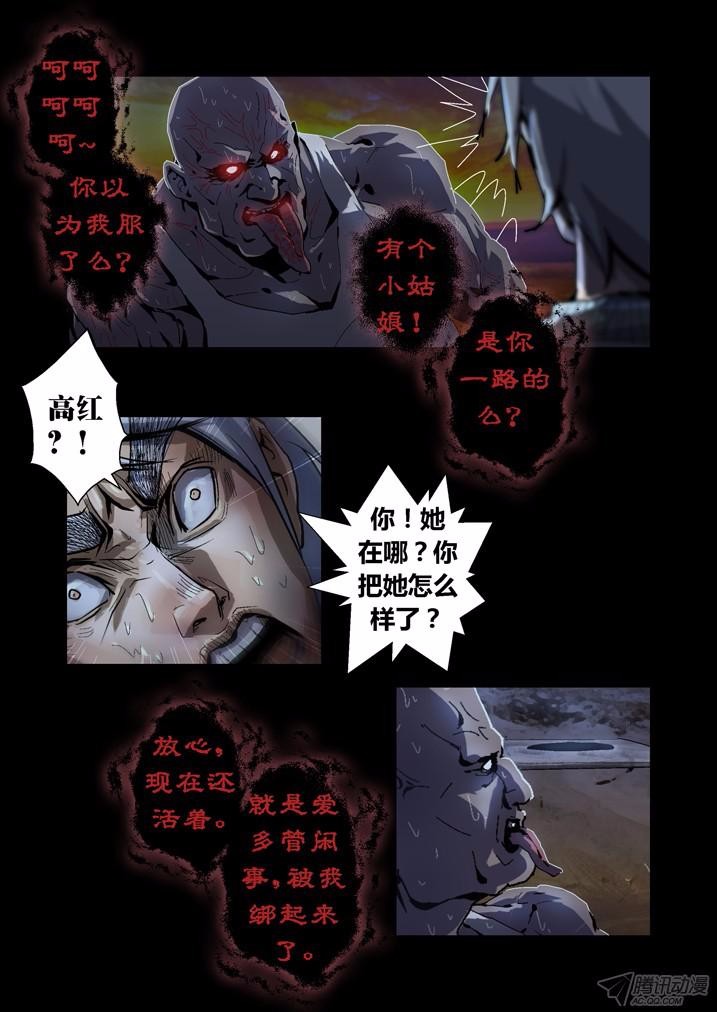 呵呵
呵呵
呵~
你以
为我服
了么?
有个
小姑
娘!
是你
一路的
么?
高红
?!
你!她
在哪?你
把她怎么
样了?
放心,
现在还
活着。
就是爱
多管闲
事,被我
绑起来
了。
腾讯动漫